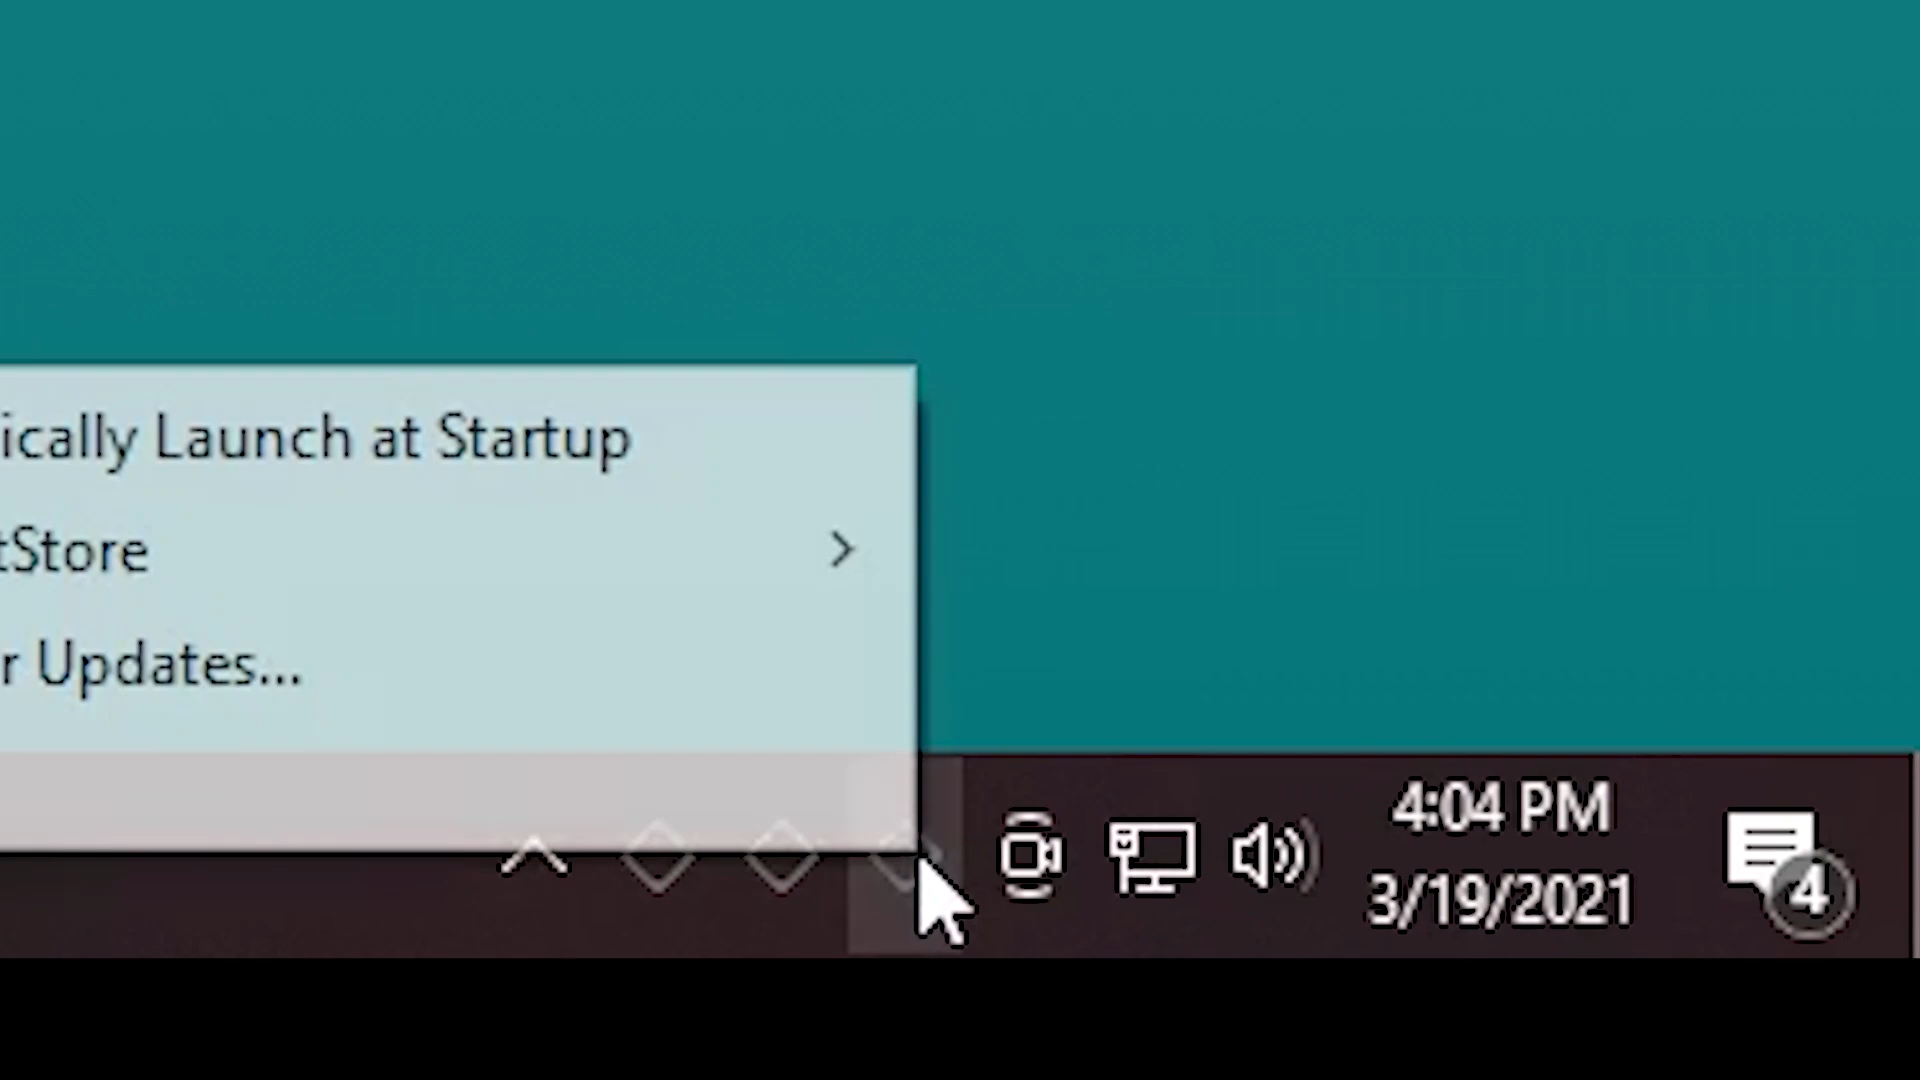 ically Launch at Startup
tStore
r Updates...
4:04 PM
3/19/2021
4